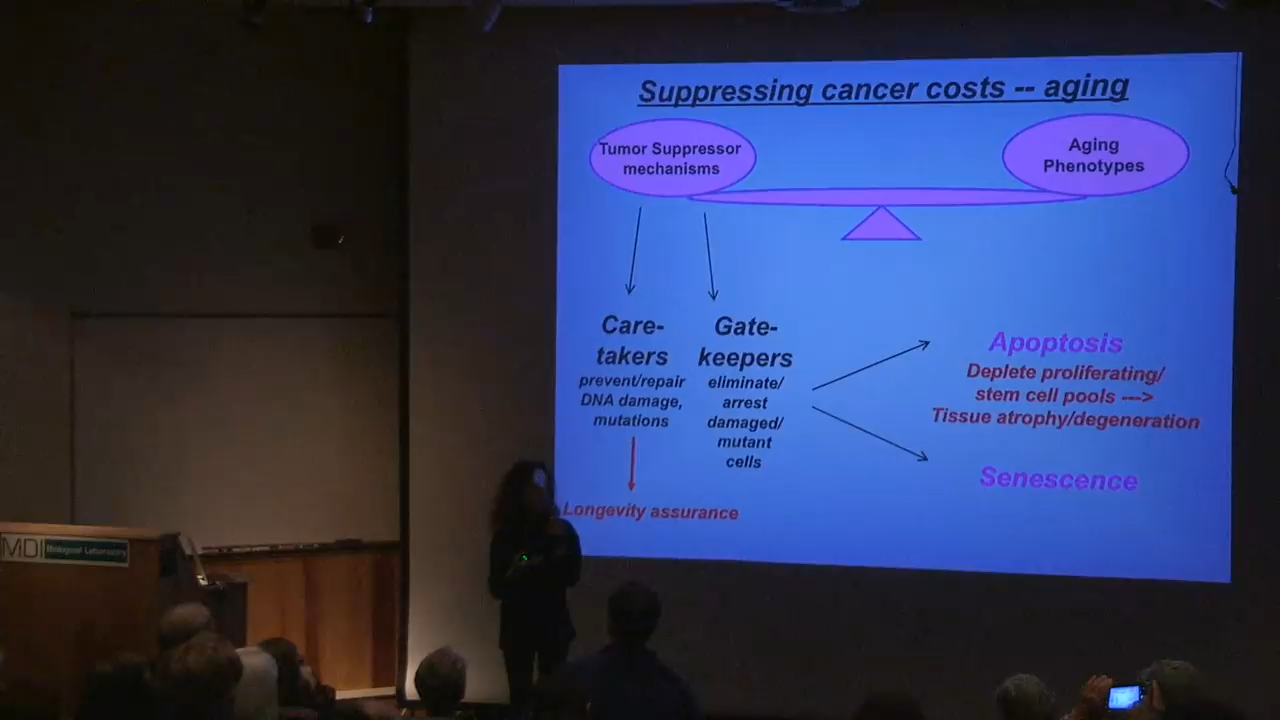 Suppressing cancer costs -- aging
Tumor Suppressor
mechanisms
Aging
Phenotypes
Care-
takers
prevent/repair
DNA damage,
mutations
Longevity assurance
Gate-
keepers
eliminate/
arrest
damaged/
mutant
cells
Apoptosis
Deplete proliferating/
stem cell pools --->
Tissue atrophy/degeneration
Senescence
MDI Biological Laboratory